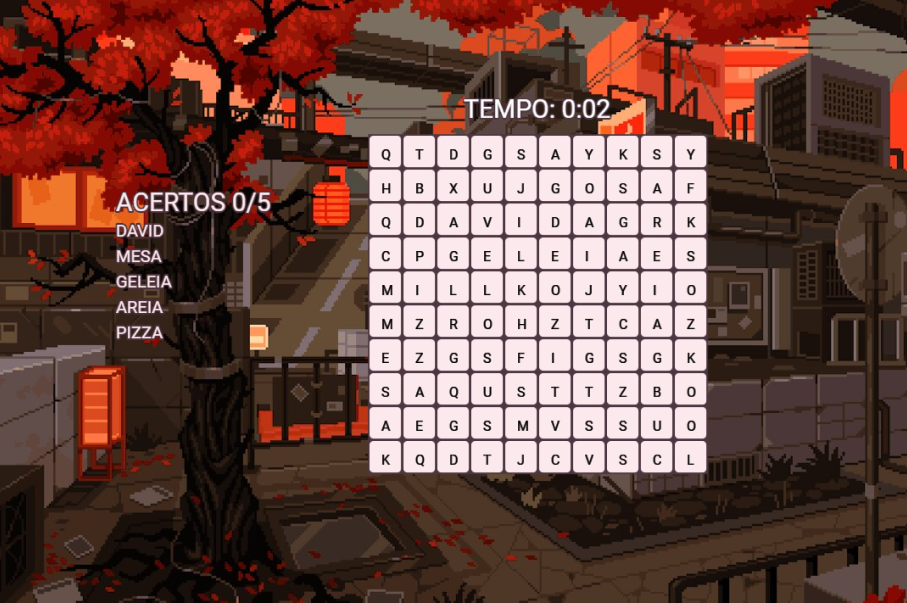 TEMPO: 0:02
ACERTOS 0/5
DAVID
MESA
GELEIA
AREIA
PIZZA
Q T D G S A Y K S Y
H B X U J G O S A F
Q D A V I D A G R K
C P G E L E I A E S
M I L L K O J Y I O
M Z R O H Z T C A Z
E Z G S F I G S G K
S A Q U S T T Z B O
A E G S M V S S U O
K Q D T J C V S C L